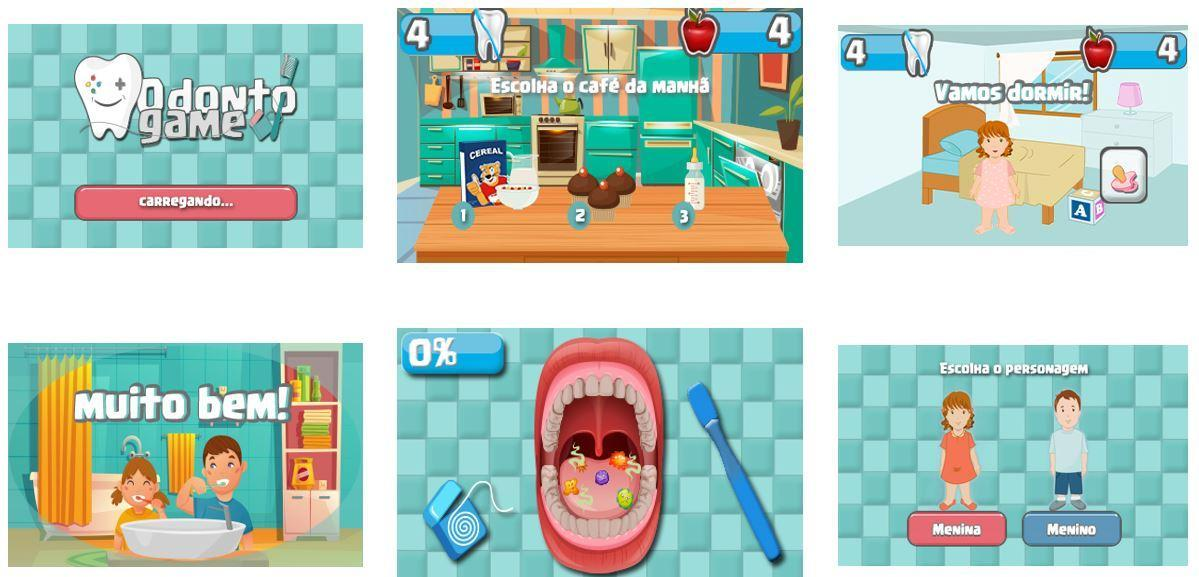 Odonto
game
carregando...
4
4
Escolha o café da manhã
CEREAL
1
2
3
4
4
Vamos dormir!
A
B
Muito bem!
0%
Escolha o personagem
Menina
Menino